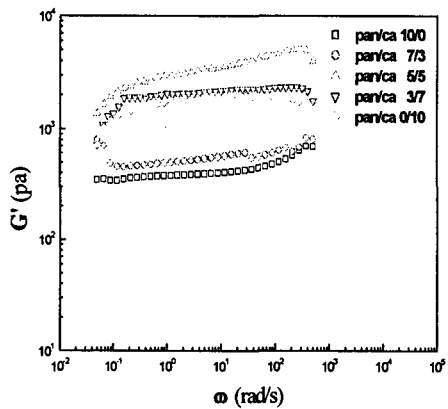 pan/ca 10/0
pan/ca 7/3
pan/ca 5/5
pan/ca 3/7
pan/ca 0/10
10⁴
10³
10²
10¹
G' (pa)
10⁻² 10⁻¹ 10⁰ 10¹ 10² 10³ 10⁴ 10⁵
ω (rad/s)